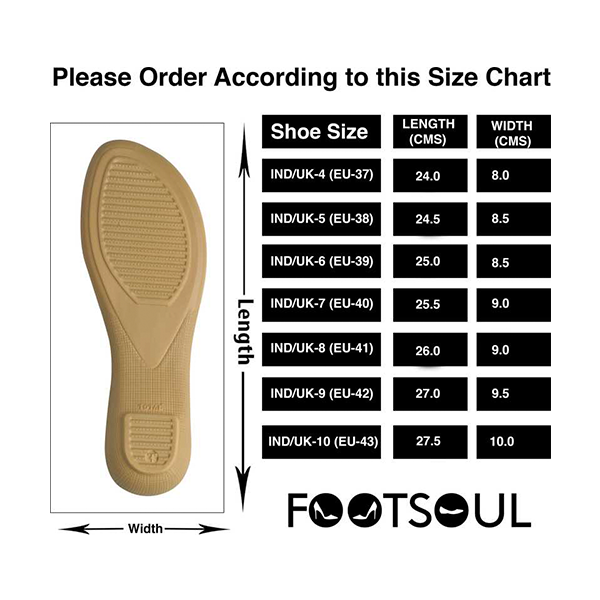 Please Order According to this Size Chart
Shoe Size LENGTH (CMS) WIDTH (CMS)
IND/UK-4 (EU-37) 24.0 8.0
IND/UK-5 (EU-38) 24.5 8.5
IND/UK-6 (EU-39) 25.0 8.5
IND/UK-7 (EU-40) 25.5 9.0
IND/UK-8 (EU-41) 26.0 9.0
IND/UK-9 (EU-42) 27.0 9.5
IND/UK-10 (EU-43) 27.5 10.0
Length
Width
FOOTSOUL